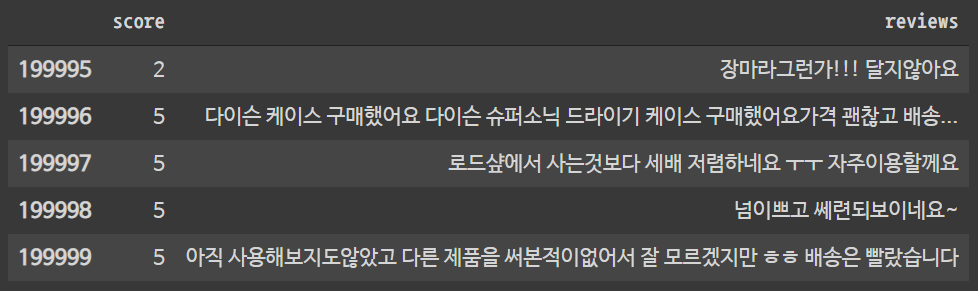 score reviews
199995 2 장마라그런가!!! 달지않아요
199996 5 다이슨 케이스 구매했어요 다이슨 슈퍼소닉 드라이기 케이스 구매했어요가격 괜찮고 배송...
199997 5 로드샾에서 사는것보다 세배 저렴하네요 ㅜㅜ 자주이용할께요
199998 5 넘이쁘고 쎄련되보이네요~
199999 5 아직 사용해보지도않았고 다른 제품을 써본적이없어서 잘 모르겠지만 ㅎㅎ 배송은 빨랐습니다